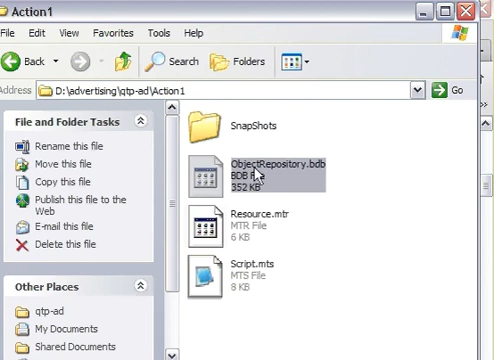 Action1
File Edit View Favorites Tools Help
Back Search Folders
Address D:\advertising\qtp-ad\Action1 Go
File and Folder Tasks
Rename this file
Move this file
Copy this file
Publish this file to the
Web
E-mail this file
Delete this file
Other Places
qtp-ad
My Documents
Shared Documents
SnapShots
ObjectRepository.bdb
BDB File
352 KB
Resource.mtr
MTR File
6 KB
Script.mts
MTS File
8 KB